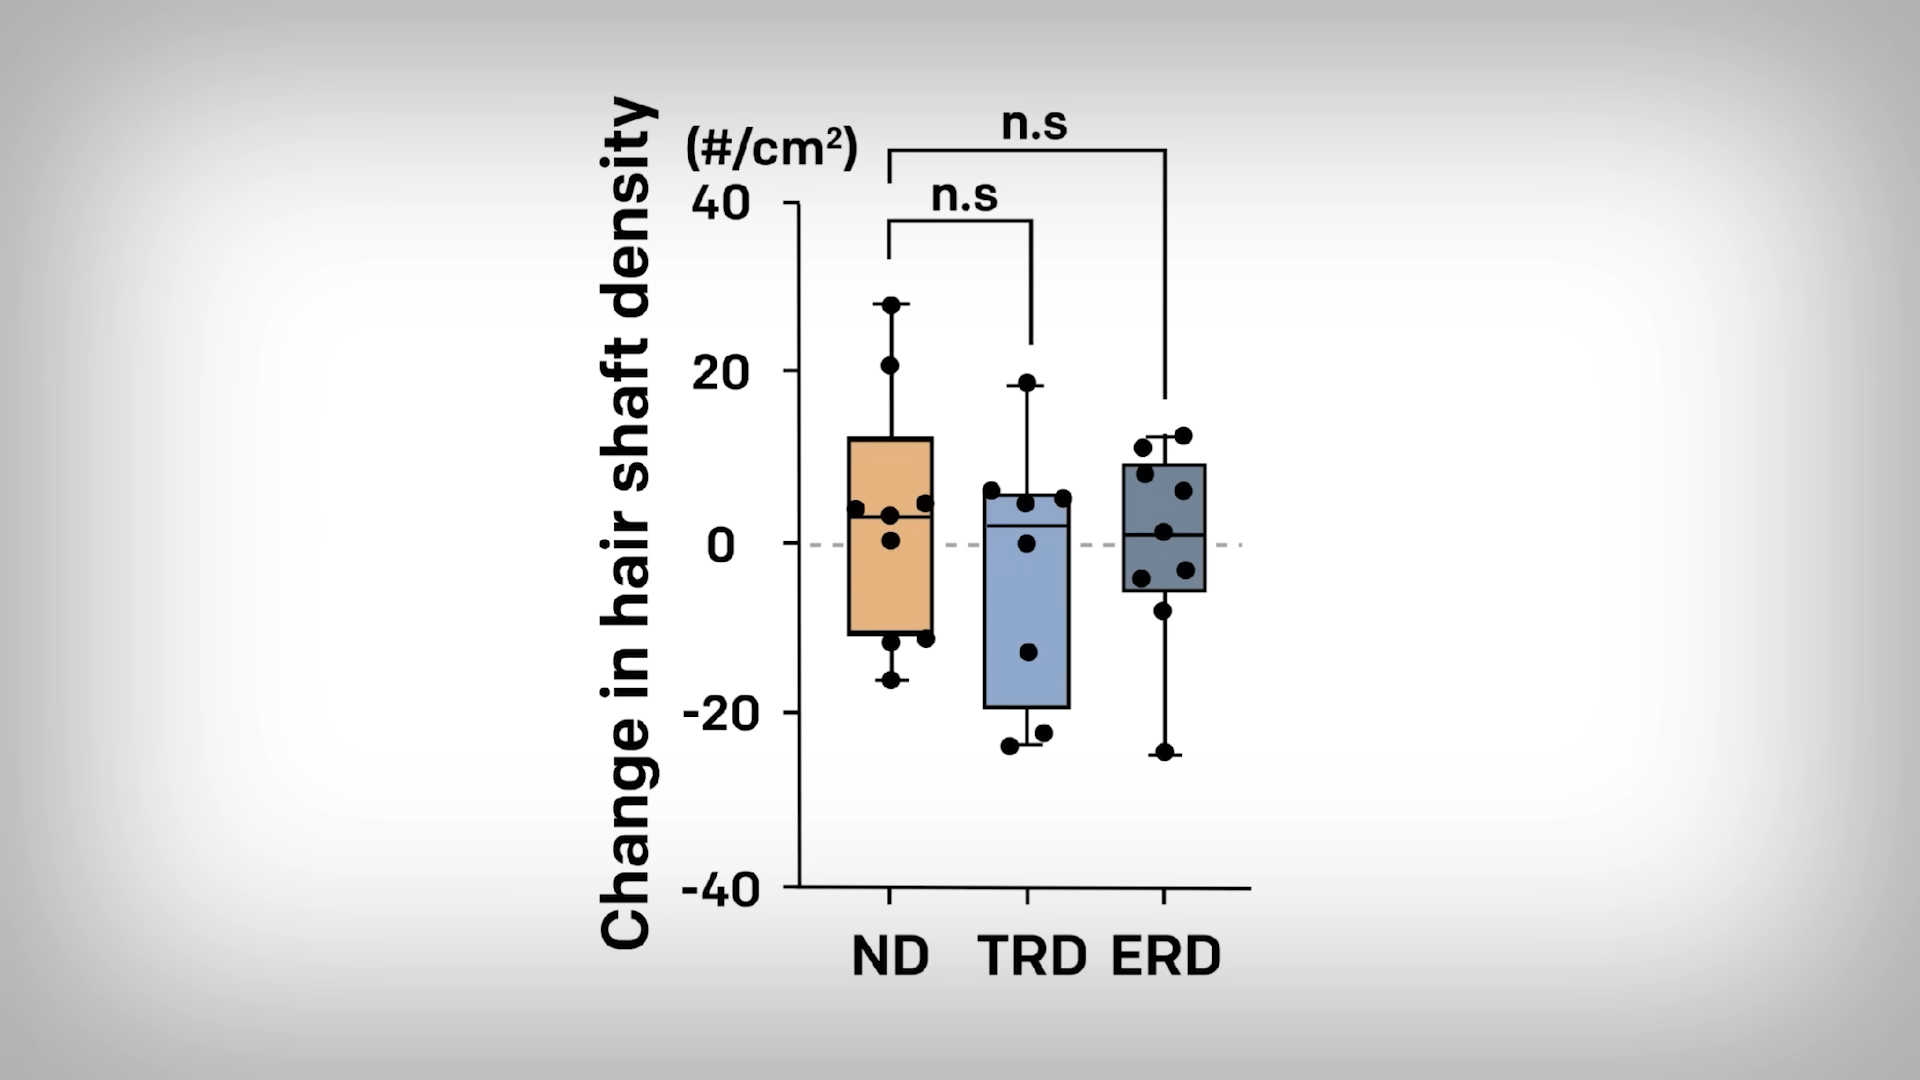 Change in hair shaft density
(#/cm²)
n.s
n.s
40
20
0
-20
-40
ND TRD ERD